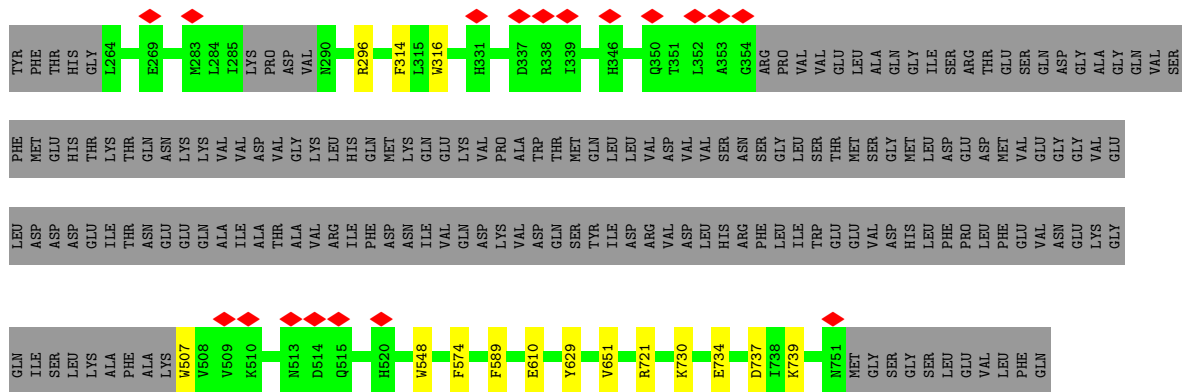 TYR PHE THR HIS GLY L264 E269 M283 L284 I285 LYS PRO ASP VAL N290 R296 F314 L315 W316 H331 D337 R338 I339 H346 Q350 T351 L352 A353 G354 ARG PRO VAL VAL GLU LEU ALA GLN GLY ILE SER ARG THR GLU SER GLN ASP GLY ALA GLY GLN VAL SER
PHE MET GLU HIS THR LYS THR GLN ASN LYS LYS VAL VAL ASP VAL GLY LYS LEU HIS GLN MET LYS GLN GLU LYS VAL PRO ALA TRP THR MET GLN LEU LEU VAL ASP VAL VAL SER ASN SER GLY LEU SER THR MET SER GLY MET LEU ASP GLU ASP MET VAL GLU GLY GLY VAL GLU
LEU ASP ASP ASP GLU ILE THR ASN GLU GLU GLN ALA ILE ALA THR ALA VAL ARG ILE PHE ASP ASN ILE VAL GLN ASP LYS VAL ASP GLN SER TYR ILE ASP ARG VAL ASP LEU HIS ARG PHE LEU ILE TRP GLU GLU VAL ASP HIS LEU PHE PRO LEU PHE GLU VAL ASN GLU LYS GLY
GLN ILE SER LEU LYS ALA PHE ALA LYS W507 V508 V509 K510 N513 D514 Q515 H520 W548 F574 F589 E610 Y629 V651 R721 K730 E734 D737 I738 K739 N751 MET GLY SER GLY SER LEU GLU VAL LEU PHE GLN